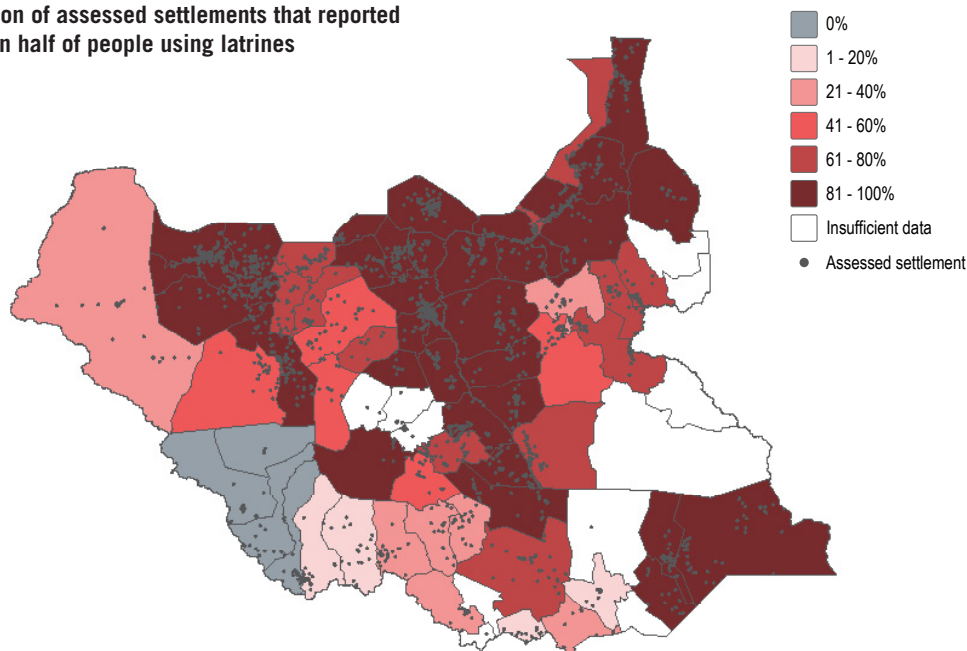 on of assessed settlements that reported
n half of people using latrines
0%
1 - 20%
21 - 40%
41 - 60%
61 - 80%
81 - 100%
Insufficient data
Assessed settlement